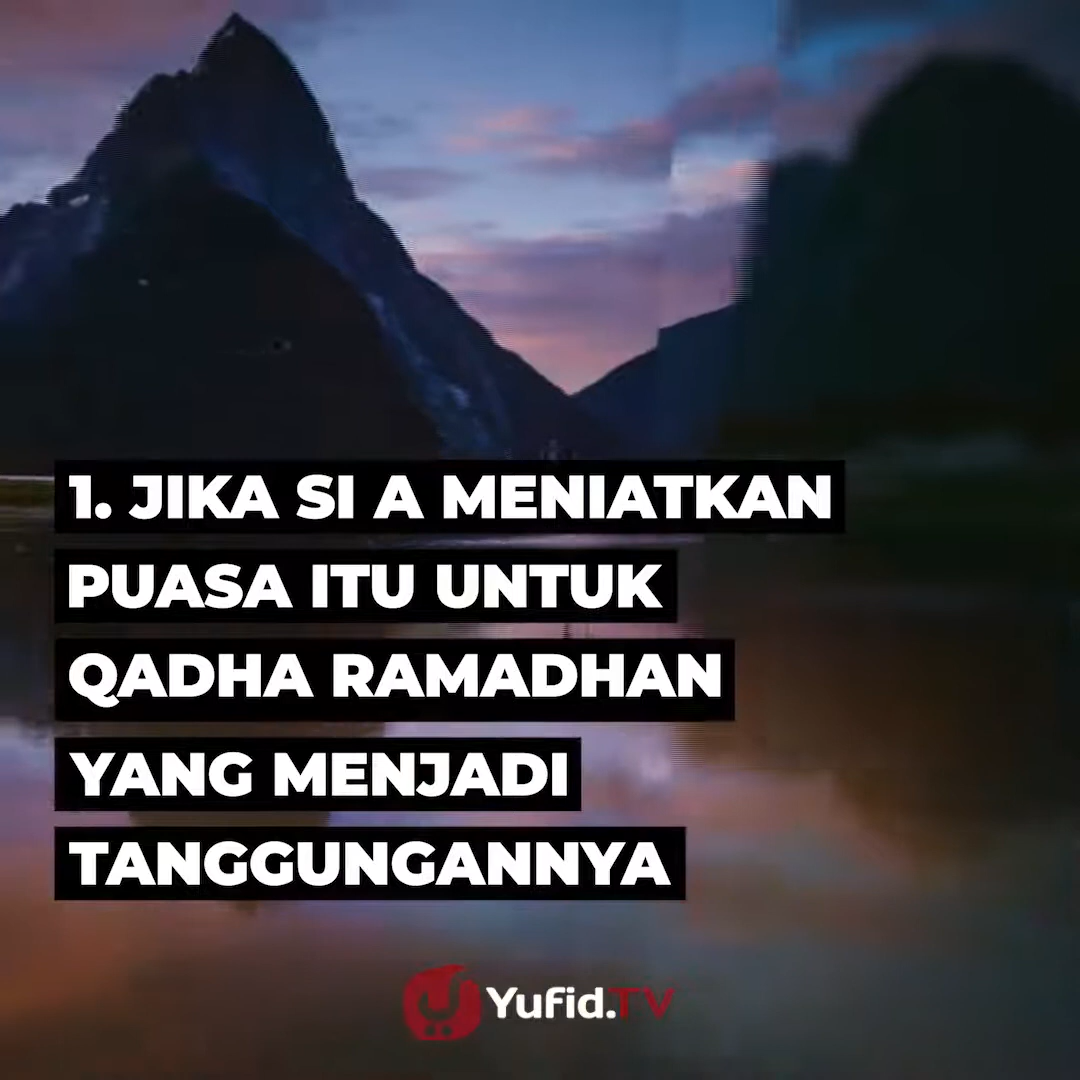 1. JIKA SI A MENIATKAN
PUASA ITU UNTUK
QADHA RAMADHAN
YANG MENJADI
TANGGUNGANNYA
Yufid.TV